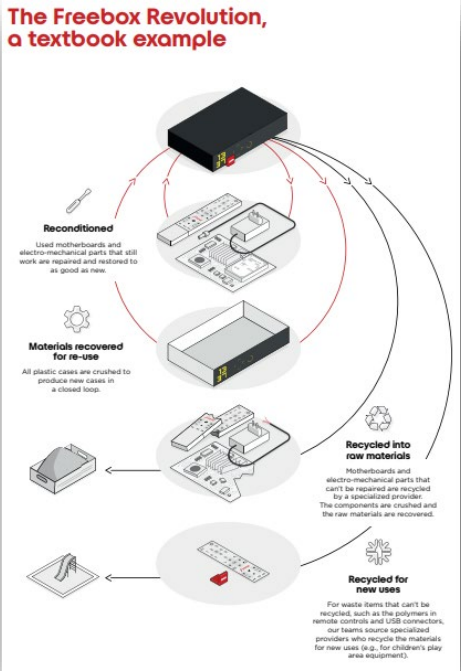 The Freebox Revolution,
a textbook example
Reconditioned
Used motherboards and
electro-mechanical parts that still
work are repaired and restored to
as good as new.
Materials recovered
for re-use
All plastic cases are crushed to
produce new cases in
a closed loop.
Recycled into
raw materials
Motherboards and
electro-mechanical parts that
can't be repaired are recycled
by a specialized provider.
The components are crushed and
the raw materials are recovered.
Recycled for
new uses
For waste items that can't be
recycled, such as the polymers in
remote controls and USB connectors,
our teams source specialized
providers who recycle the materials
for new uses (e.g., for children's play
area equipment).